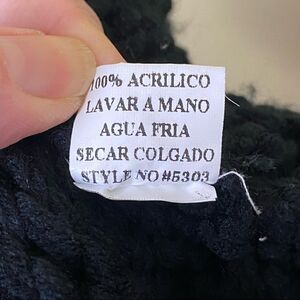 100% ACRILICO
LAVAR A MANO
AGUA FRIA
SECAR COLGADO
STYLE NO #5303